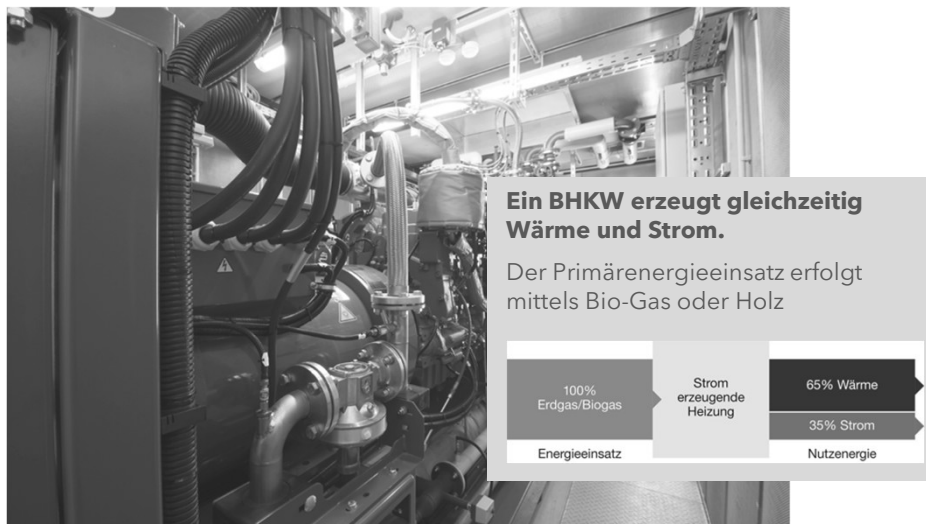 Ein BHKW erzeugt gleichzeitig
Wärme und Strom.
Der Primärenergieeinsatz erfolgt
mittels Bio-Gas oder Holz
100%
Erdgas/Biogas
Strom
erzeugende
Heizung
65% Wärme
35% Strom
Energieeinsatz
Nutzenergie